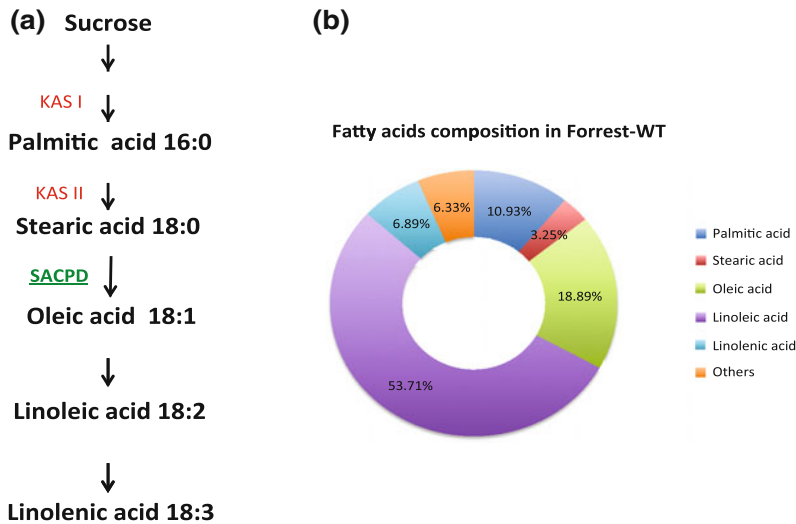 (a)
Sucrose
KAS I
Palmitic acid 16:0
KAS II
Stearic acid 18:0
SACPD
Oleic acid 18:1
Linoleic acid 18:2
Linolenic acid 18:3
(b)
Fatty acids composition in Forrest-WT
10.93%
3.25%
18.89%
53.71%
6.89%
6.33%
Palmitic acid
Stearic acid
Oleic acid
Linoleic acid
Linolenic acid
Others